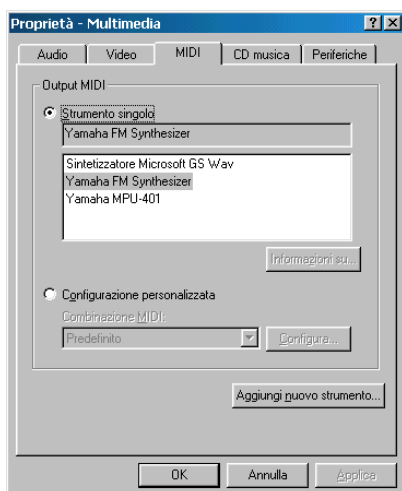 Proprietà - Multimedia
Audio Video MIDI CD musica Periferiche
Output MIDI
Strumento singolo
Yamaha FM Synthesizer
Sintetizzatore Microsoft GS Wav
Yamaha FM Synthesizer
Yamaha MPU-401
Informazioni su...
Configurazione personalizzata
Combinazione MIDI:
Predefinito Configura...
Aggiungi nuovo strumento...
OK Annulla Applica